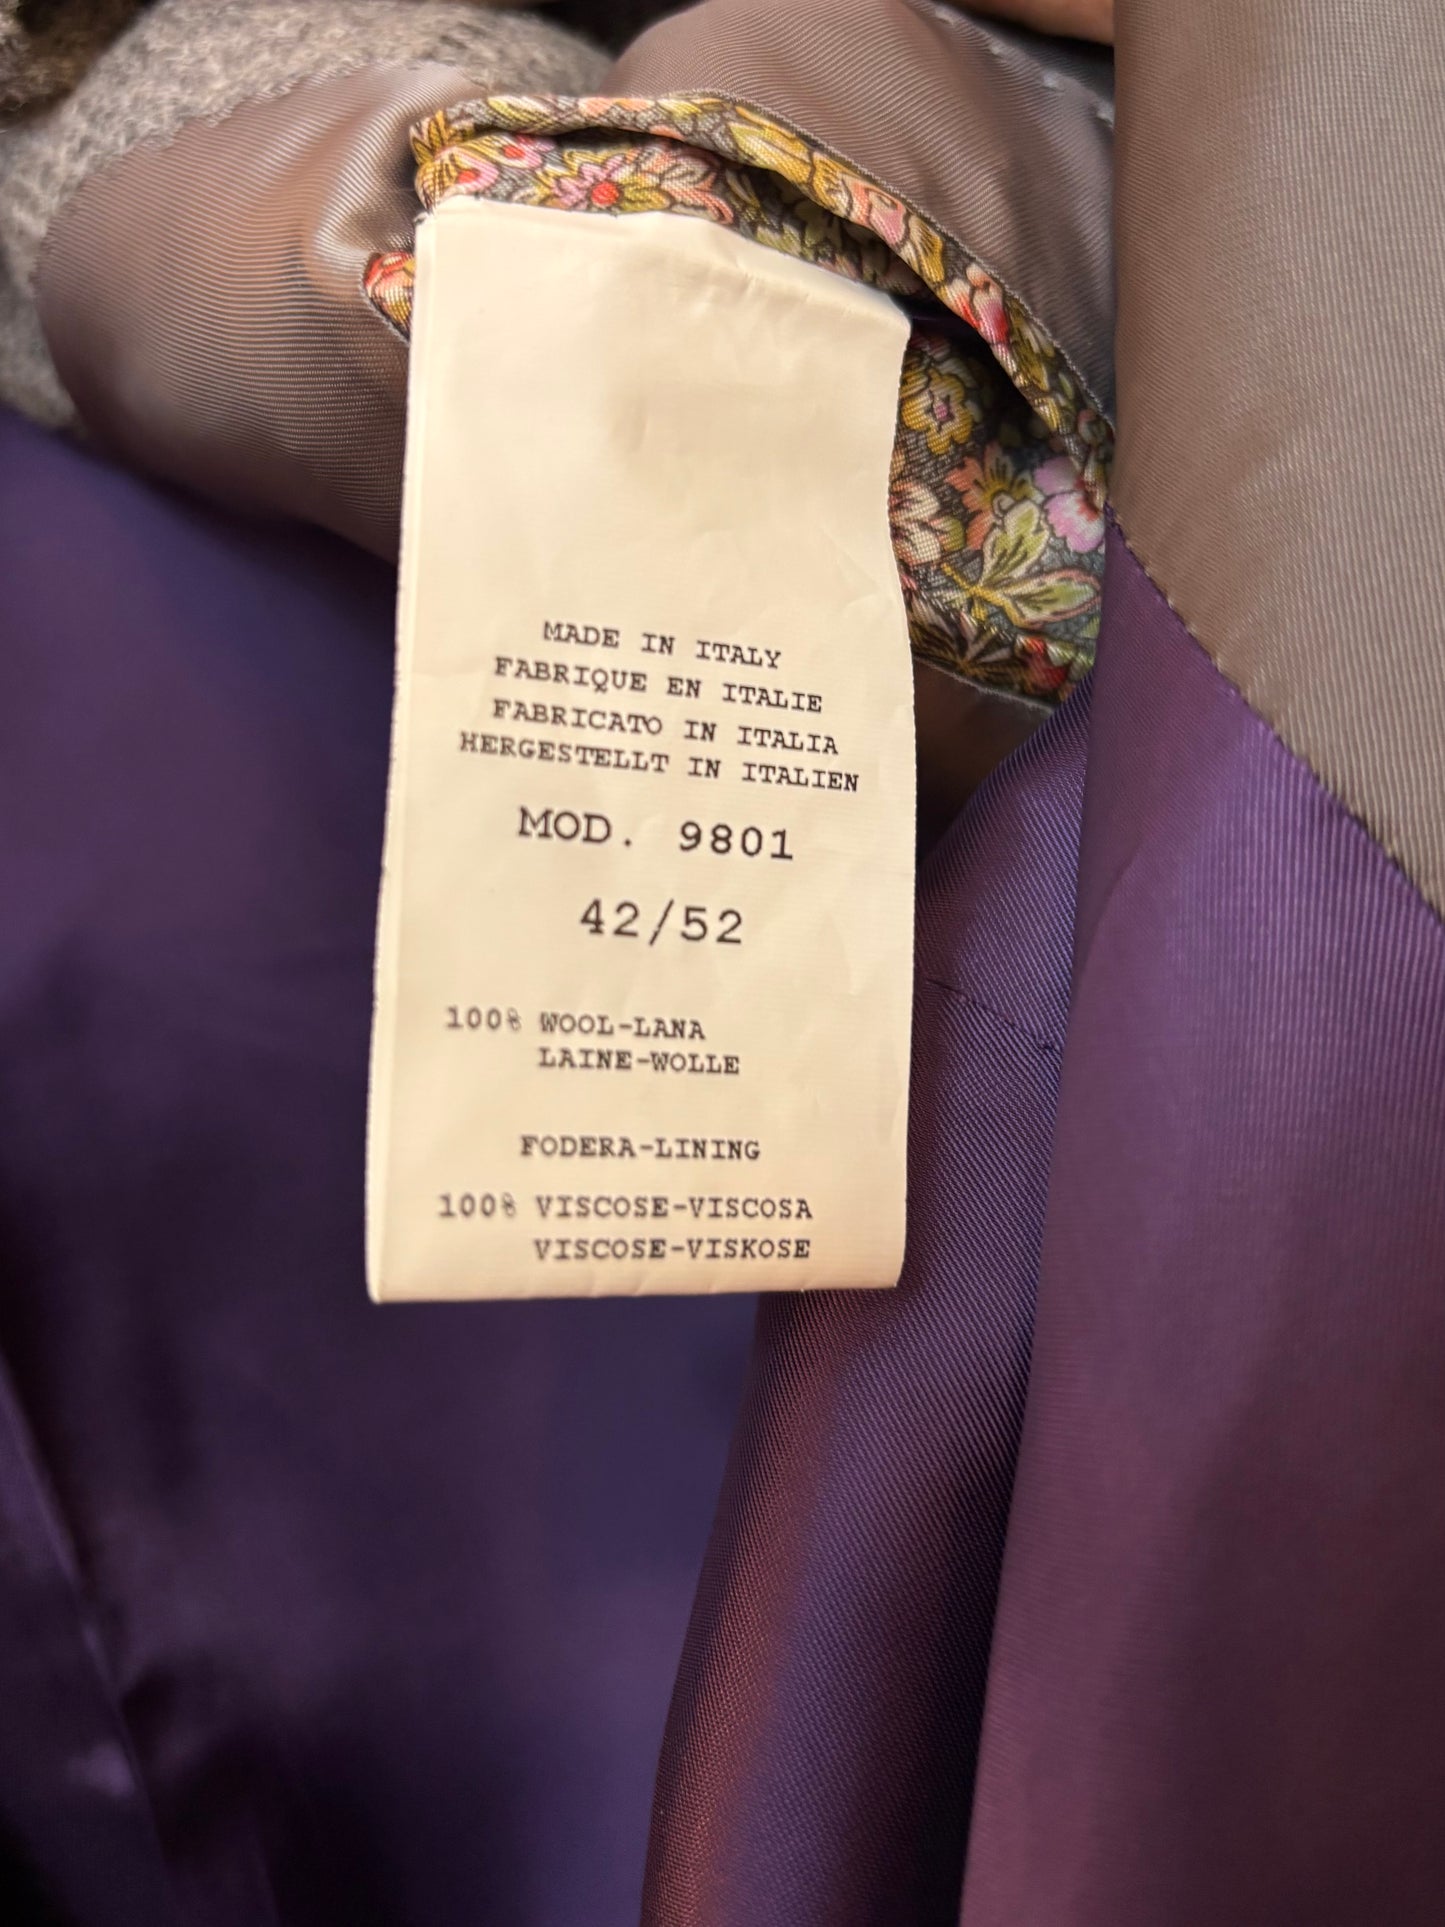 MADE IN ITALY
FABRIQUE EN ITALIE
FABRICATO IN ITALIA
HERGESTELLT IN ITALIEN
MOD. 9801
42/52
100% WOOL-LANA
LAINE-WOLLE
FODERA-LINING
100% VISCOSE-VISCOSA
VISCOSE-VISKOSE